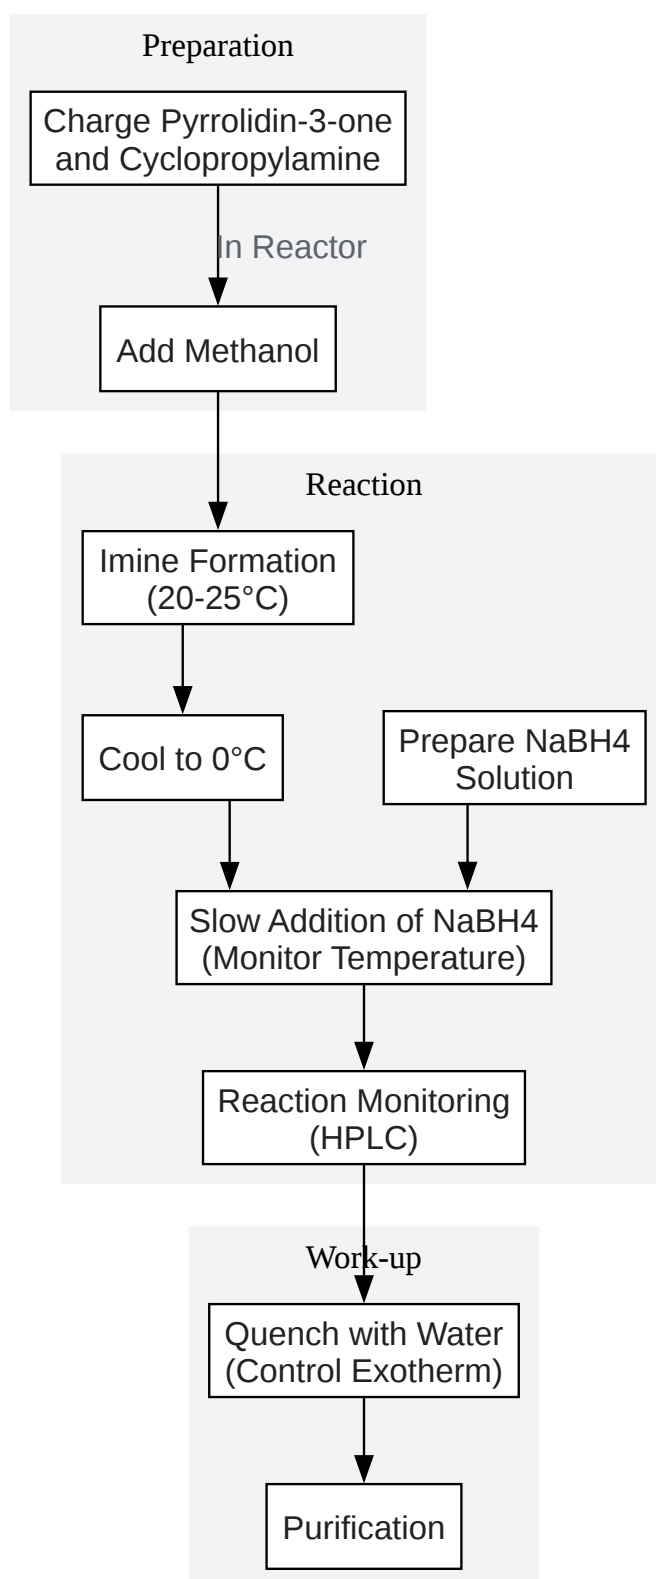 Preparation
Charge Pyrrolidin-3-one
and Cyclopropylamine
In Reactor
Add Methanol
Reaction
Imine Formation
(20-25°C)
Cool to 0°C
Prepare NaBH4
Solution
Slow Addition of NaBH4
(Monitor Temperature)
Reaction Monitoring
(HPLC)
Work-up
Quench with Water
(Control Exotherm)
Purification